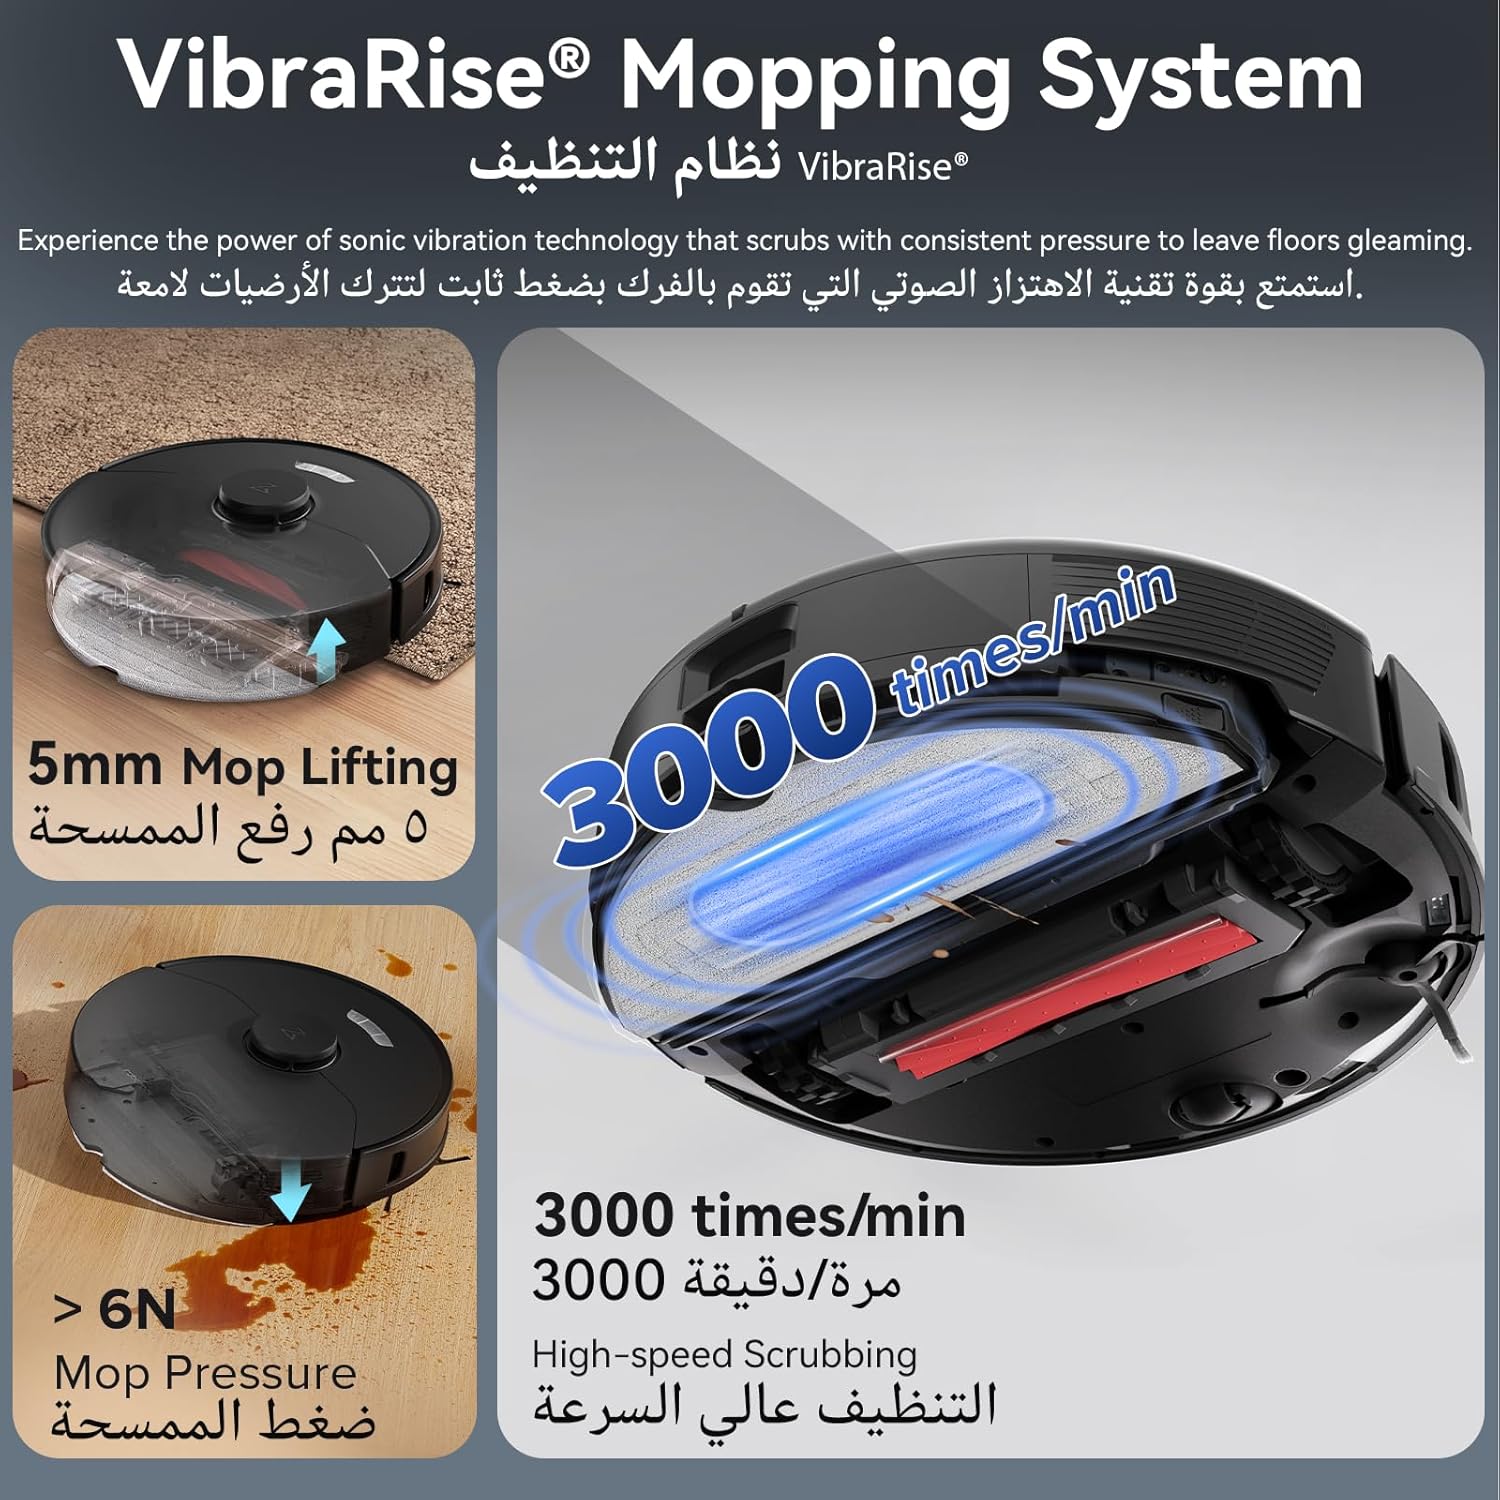 VibraRise® Mopping System
نظام التنظيف VibraRise®
Experience the power of sonic vibration technology that scrubs with consistent pressure to leave floors gleaming.
استمتع بقوة تقنية الاهتزاز الصوتي التي تقوم بالفرك بضغط ثابت لتترك الأرضيات لامعة.
5mm Mop Lifting
٥ مم رفع الممسحة
3000 times/min
> 6N
Mop Pressure
ضغط الممسحة
3000 times/min
3000 مرة/دقيقة
High-speed Scrubbing
التنظيف عالي السرعة